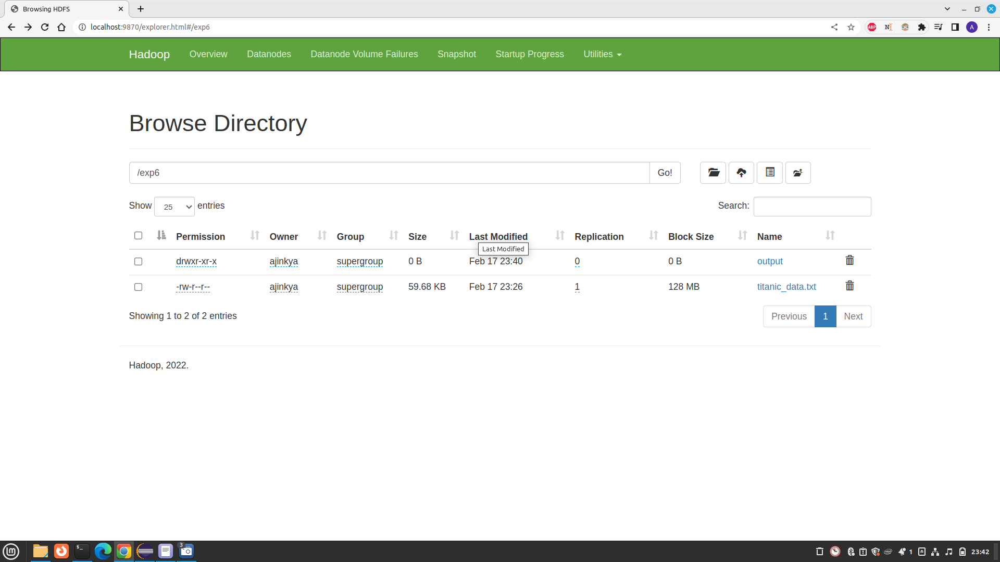 Browsing HDFS
localhost:9870/explorer.html#/exp6
ABP
A
Hadoop Overview Datanodes Datanode Volume Failures Snapshot Startup Progress Utilities
Browse Directory
/exp6 Go!
Show 25 entries Search:
Permission Owner Group Size Last Modified Replication Block Size Name
Last Modified
drwxr-xr-x ajinkya supergroup 0 B Feb 17 23:40 0 0 B output
-rw-r--r-- ajinkya supergroup 59.68 KB Feb 17 23:26 1 128 MB titanic_data.txt
Showing 1 to 2 of 2 entries Previous 1 Next
Hadoop, 2022.
$_ 3 1 23:42